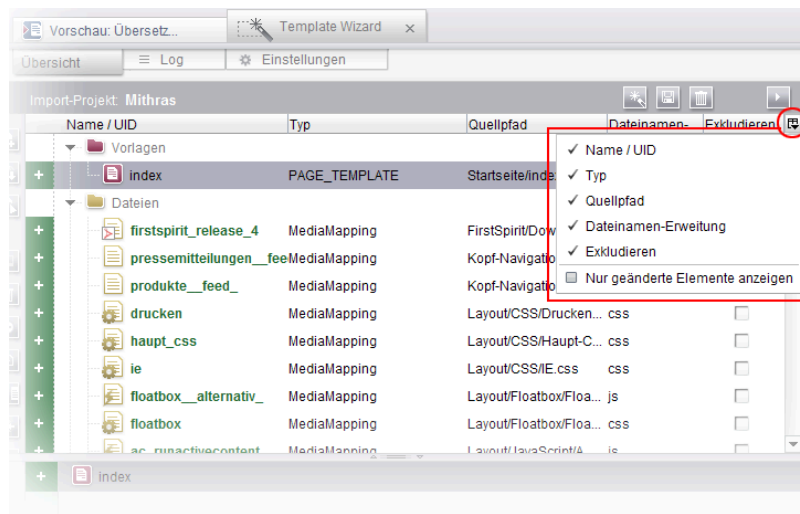 Vorschau: Übersetz...
Template Wizard
Übersicht
Log
Einstellungen
Import-Projekt: Mithras
Name / UID Typ Quellpfad Dateinamen- Exkludieren
Vorlagen
index PAGE_TEMPLATE Startseite/inde
Dateien
firstspirit_release_4 MediaMapping FirstSpirit/Dow
pressemitteilungen__fee MediaMapping Kopf-Navigatio
produkte__feed_ MediaMapping Kopf-Navigatio
drucken MediaMapping Layout/CSS/Drucken... css
haupt_css MediaMapping Layout/CSS/Haupt-C... css
ie MediaMapping Layout/CSS/IE.css css
floatbox__alternativ_ MediaMapping Layout/Floatbox/Floa... js
floatbox MediaMapping Layout/Floatbox/Floa... css
ac_runactivecontent MediaMapping Layout/JavaScript/A... js
Name / UID
Typ
Quellpfad
Dateinamen-Erweitung
Exkludieren
Nur geänderte Elemente anzeigen
index